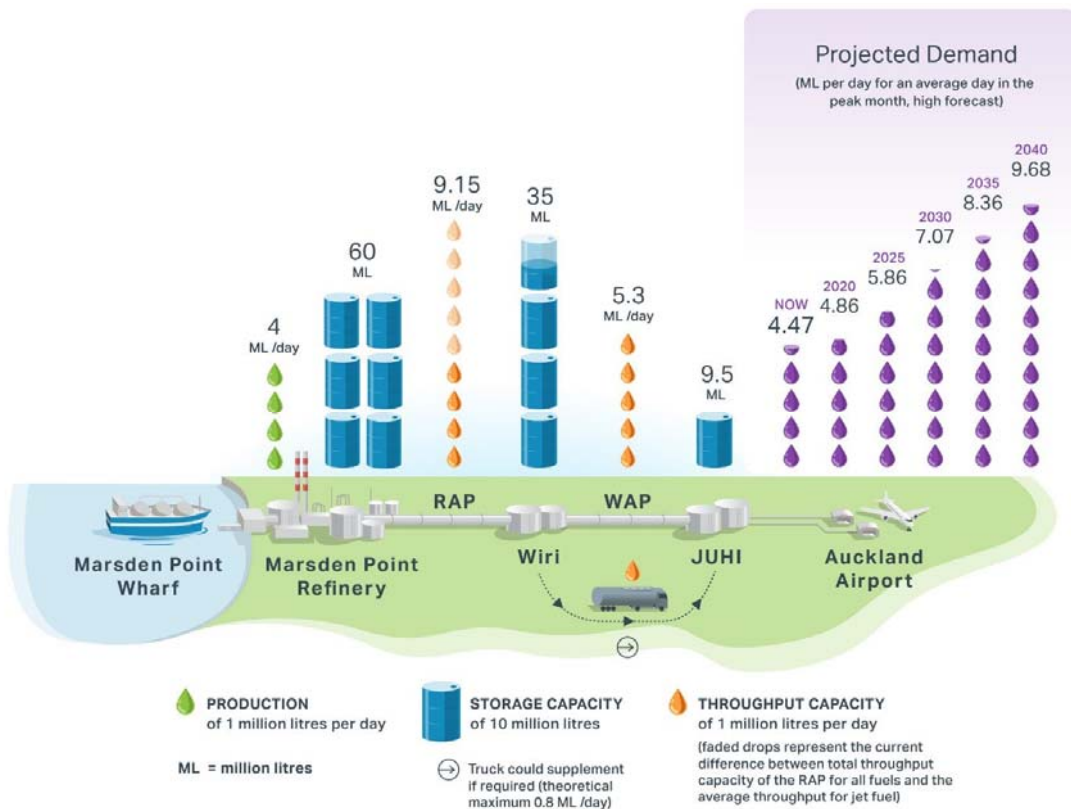 Projected Demand
(ML per day for an average day in the
peak month, high forecast)
4
ML /day
60
ML
9.15
ML /day
35
ML
5.3
ML /day
9.5
ML
NOW
4.47
2020
4.86
2025
5.86
2030
7.07
2035
8.36
2040
9.68
RAP
WAP
Marsden Point
Wharf
Marsden Point
Refinery
Wiri
JUHI
Auckland
Airport
PRODUCTION
of 1 million litres per day
ML = million litres
STORAGE CAPACITY
of 10 million litres
Truck could supplement
if required (theoretical
maximum 0.8 ML /day)
THROUGHPUT CAPACITY
of 1 million litres per day
(faded drops represent the current
difference between total throughput
capacity of the RAP for all fuels and the
average throughput for jet fuel)